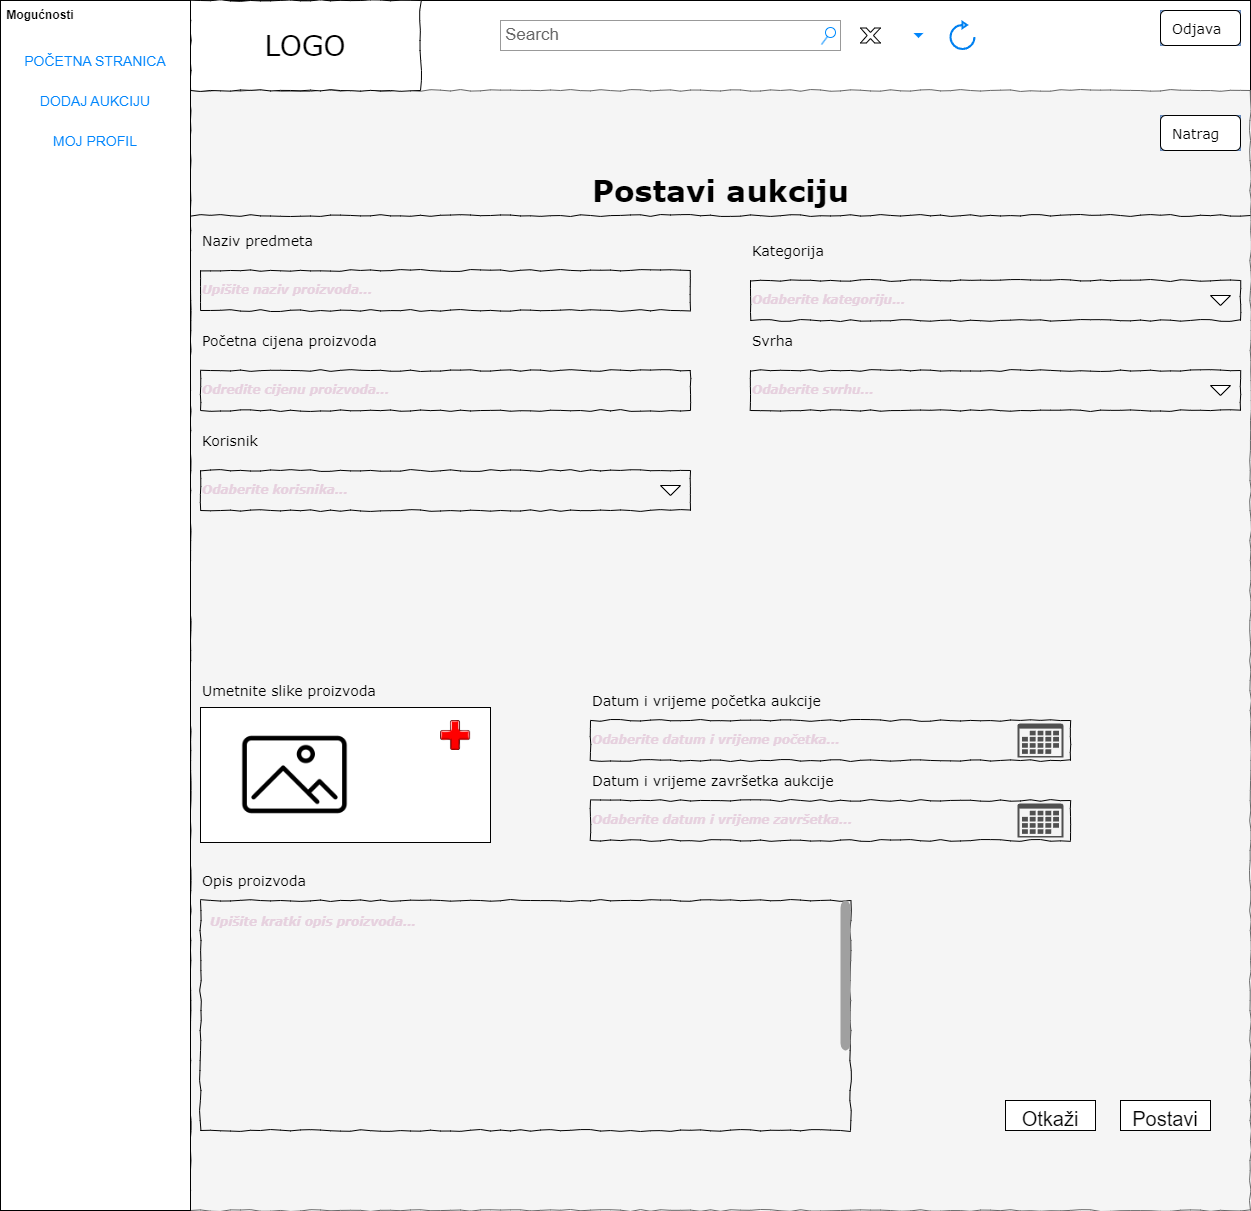 Mogućnosti
POČETNA STRANICA
DODAJ AUKCIJU
MOJ PROFIL
LOGO
Search
Odjava
Natrag
Postavi aukciju
Naziv predmeta
Upišite naziv proizvoda...
Kategorija
Odaberite kategoriju...
Početna cijena proizvoda
Odredite cijenu proizvoda...
Svrha
Odaberite svrhu...
Korisnik
Odaberite korisnika...
Umetnite slike proizvoda
Datum i vrijeme početka aukcije
Odaberite datum i vrijeme početka...
Datum i vrijeme završetka aukcije
Odaberite datum i vrijeme završetka...
Opis proizvoda
Upišite kratki opis proizvoda...
Otkaži
Postavi